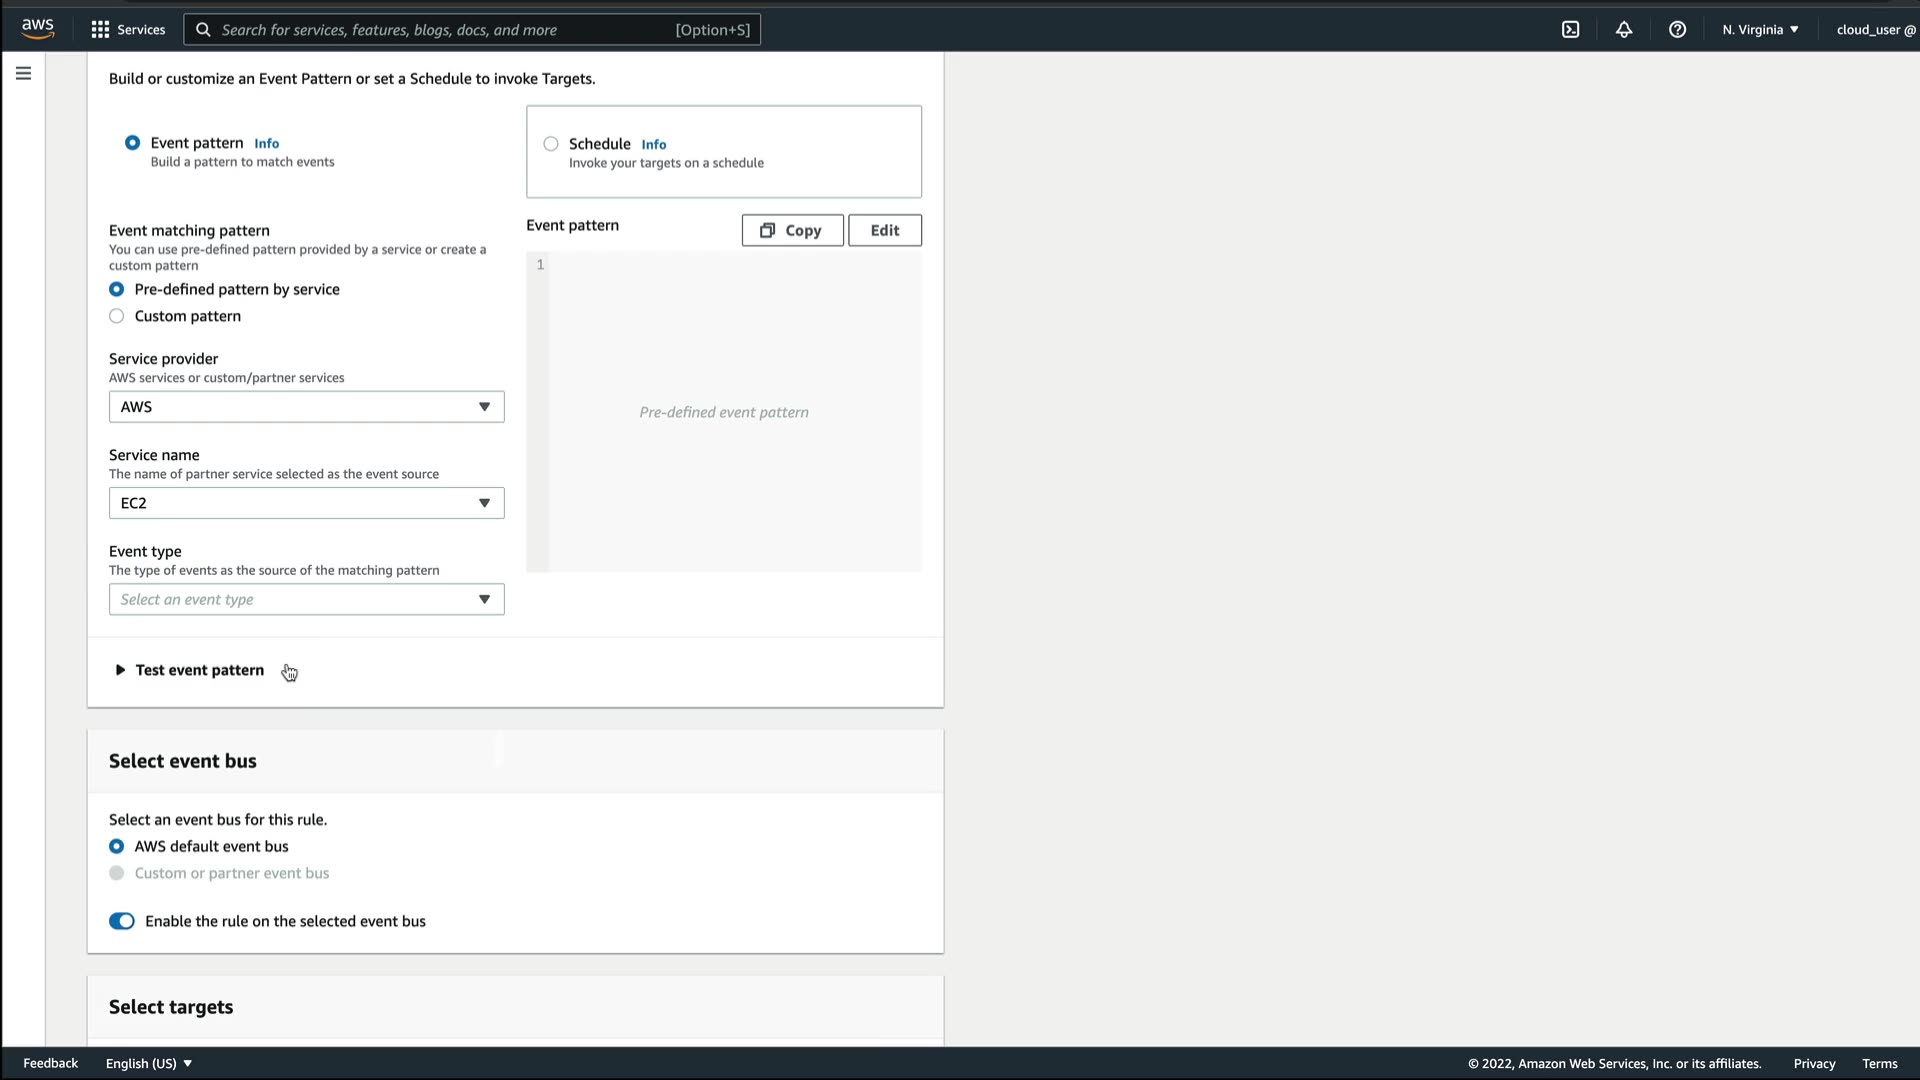 aws
Services
Search for services, features, blogs, docs, and more
[Option+S]
N. Virginia
cloud_user @
Build or customize an Event Pattern or set a Schedule to invoke Targets.
Event pattern Info
Build a pattern to match events
Schedule Info
Invoke your targets on a schedule
Event matching pattern
You can use pre-defined pattern provided by a service or create a
custom pattern
Pre-defined pattern by service
Custom pattern
Service provider
AWS services or custom/partner services
AWS
Service name
The name of partner service selected as the event source
EC2
Event type
The type of events as the source of the matching pattern
Select an event type
Event pattern
Copy
Edit
1
Pre-defined event pattern
Test event pattern
Select event bus
Select an event bus for this rule.
AWS default event bus
Custom or partner event bus
Enable the rule on the selected event bus
Select targets
Feedback
English (US)
© 2022, Amazon Web Services, Inc. or its affiliates.
Privacy
Terms